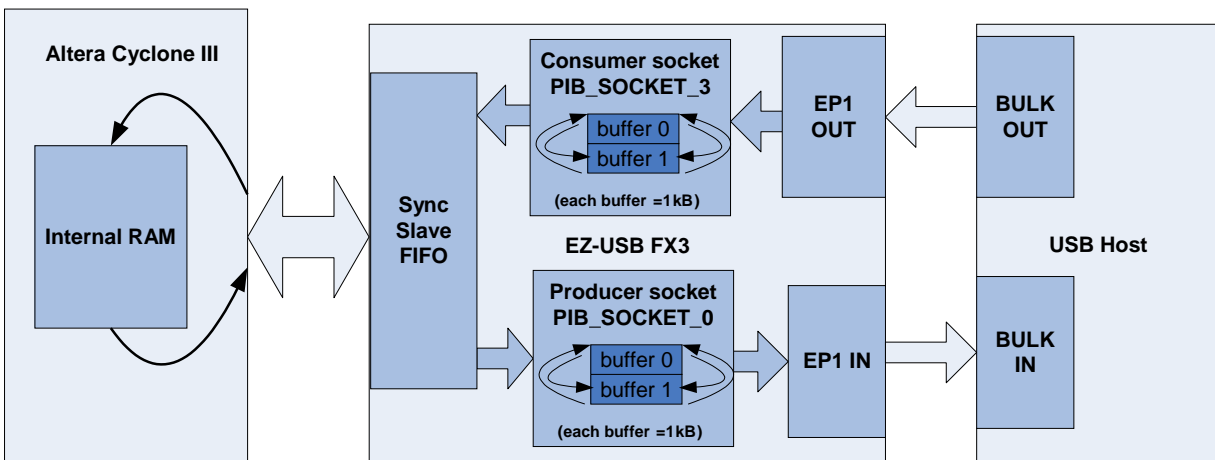 Altera Cyclone III
Internal RAM
Sync
Slave
FIFO
Consumer socket
PIB_SOCKET_3
buffer 0
buffer 1
(each buffer =1kB)
EP1
OUT
BULK
OUT
EZ-USB FX3
USB Host
Producer socket
PIB_SOCKET_0
buffer 0
buffer 1
(each buffer =1kB)
EP1 IN
BULK
IN